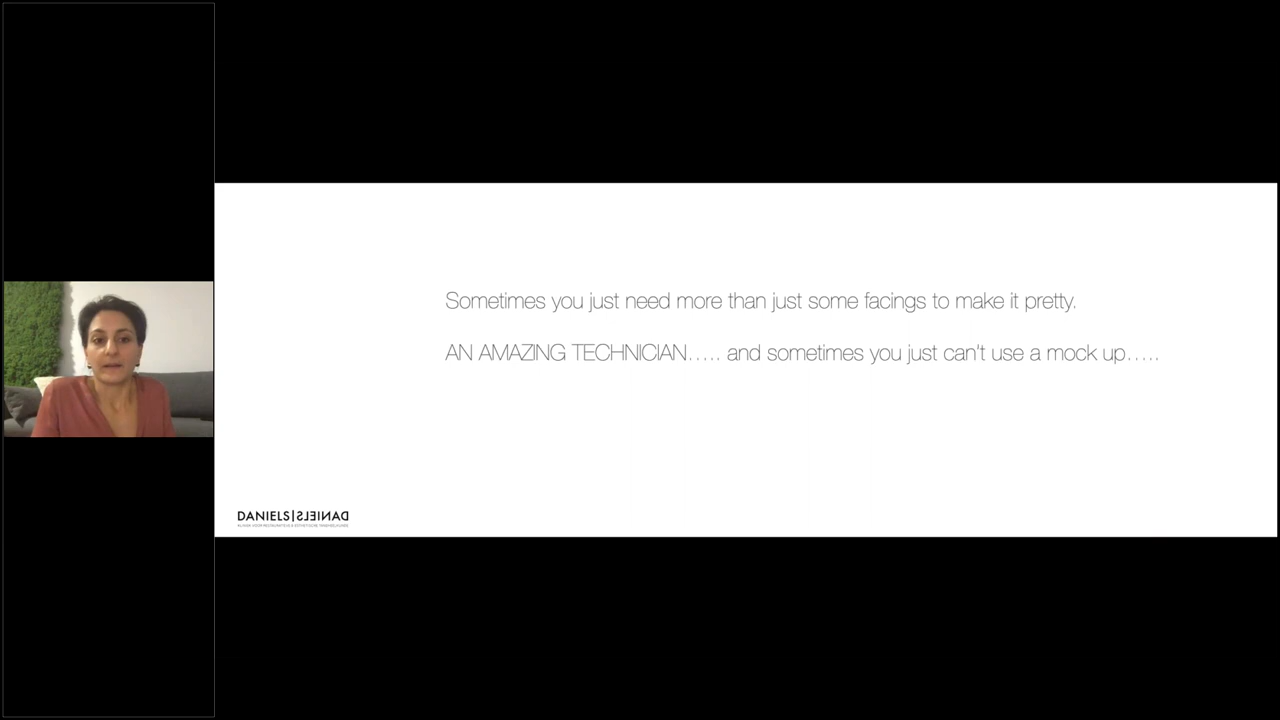 Sometimes you just need more than just some facings to make it pretty.
AN AMAZING TECHNICIAN..... and sometimes you just can't use a mock up.....
DANIELS|DANIELS